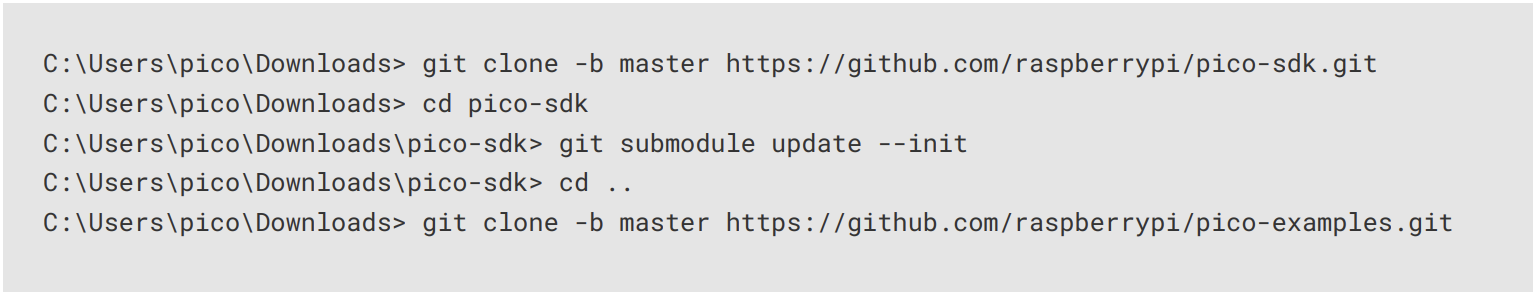 C:\Users\pico\Downloads> git clone -b master https://github.com/raspberrypi/pico-sdk.git
C:\Users\pico\Downloads> cd pico-sdk
C:\Users\pico\Downloads\pico-sdk> git submodule update --init
C:\Users\pico\Downloads\pico-sdk> cd ..
C:\Users\pico\Downloads> git clone -b master https://github.com/raspberrypi/pico-examples.git